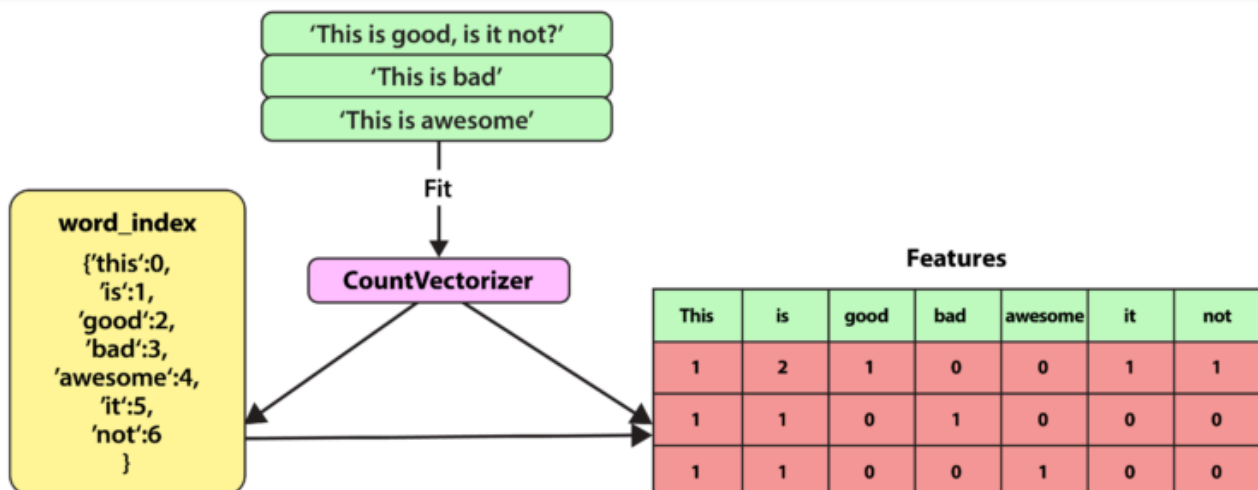 ‘This is good, is it not?’
‘This is bad’
‘This is awesome’
Fit
CountVectorizer
word_index
{‘this‘:0,
’is‘:1,
’good‘:2,
’bad‘:3,
’awesome‘:4,
’it‘:5,
’not‘:6
}
Features
This is good bad awesome it not
1 2 1 0 0 1 1
1 1 0 1 0 0 0
1 1 0 0 1 0 0